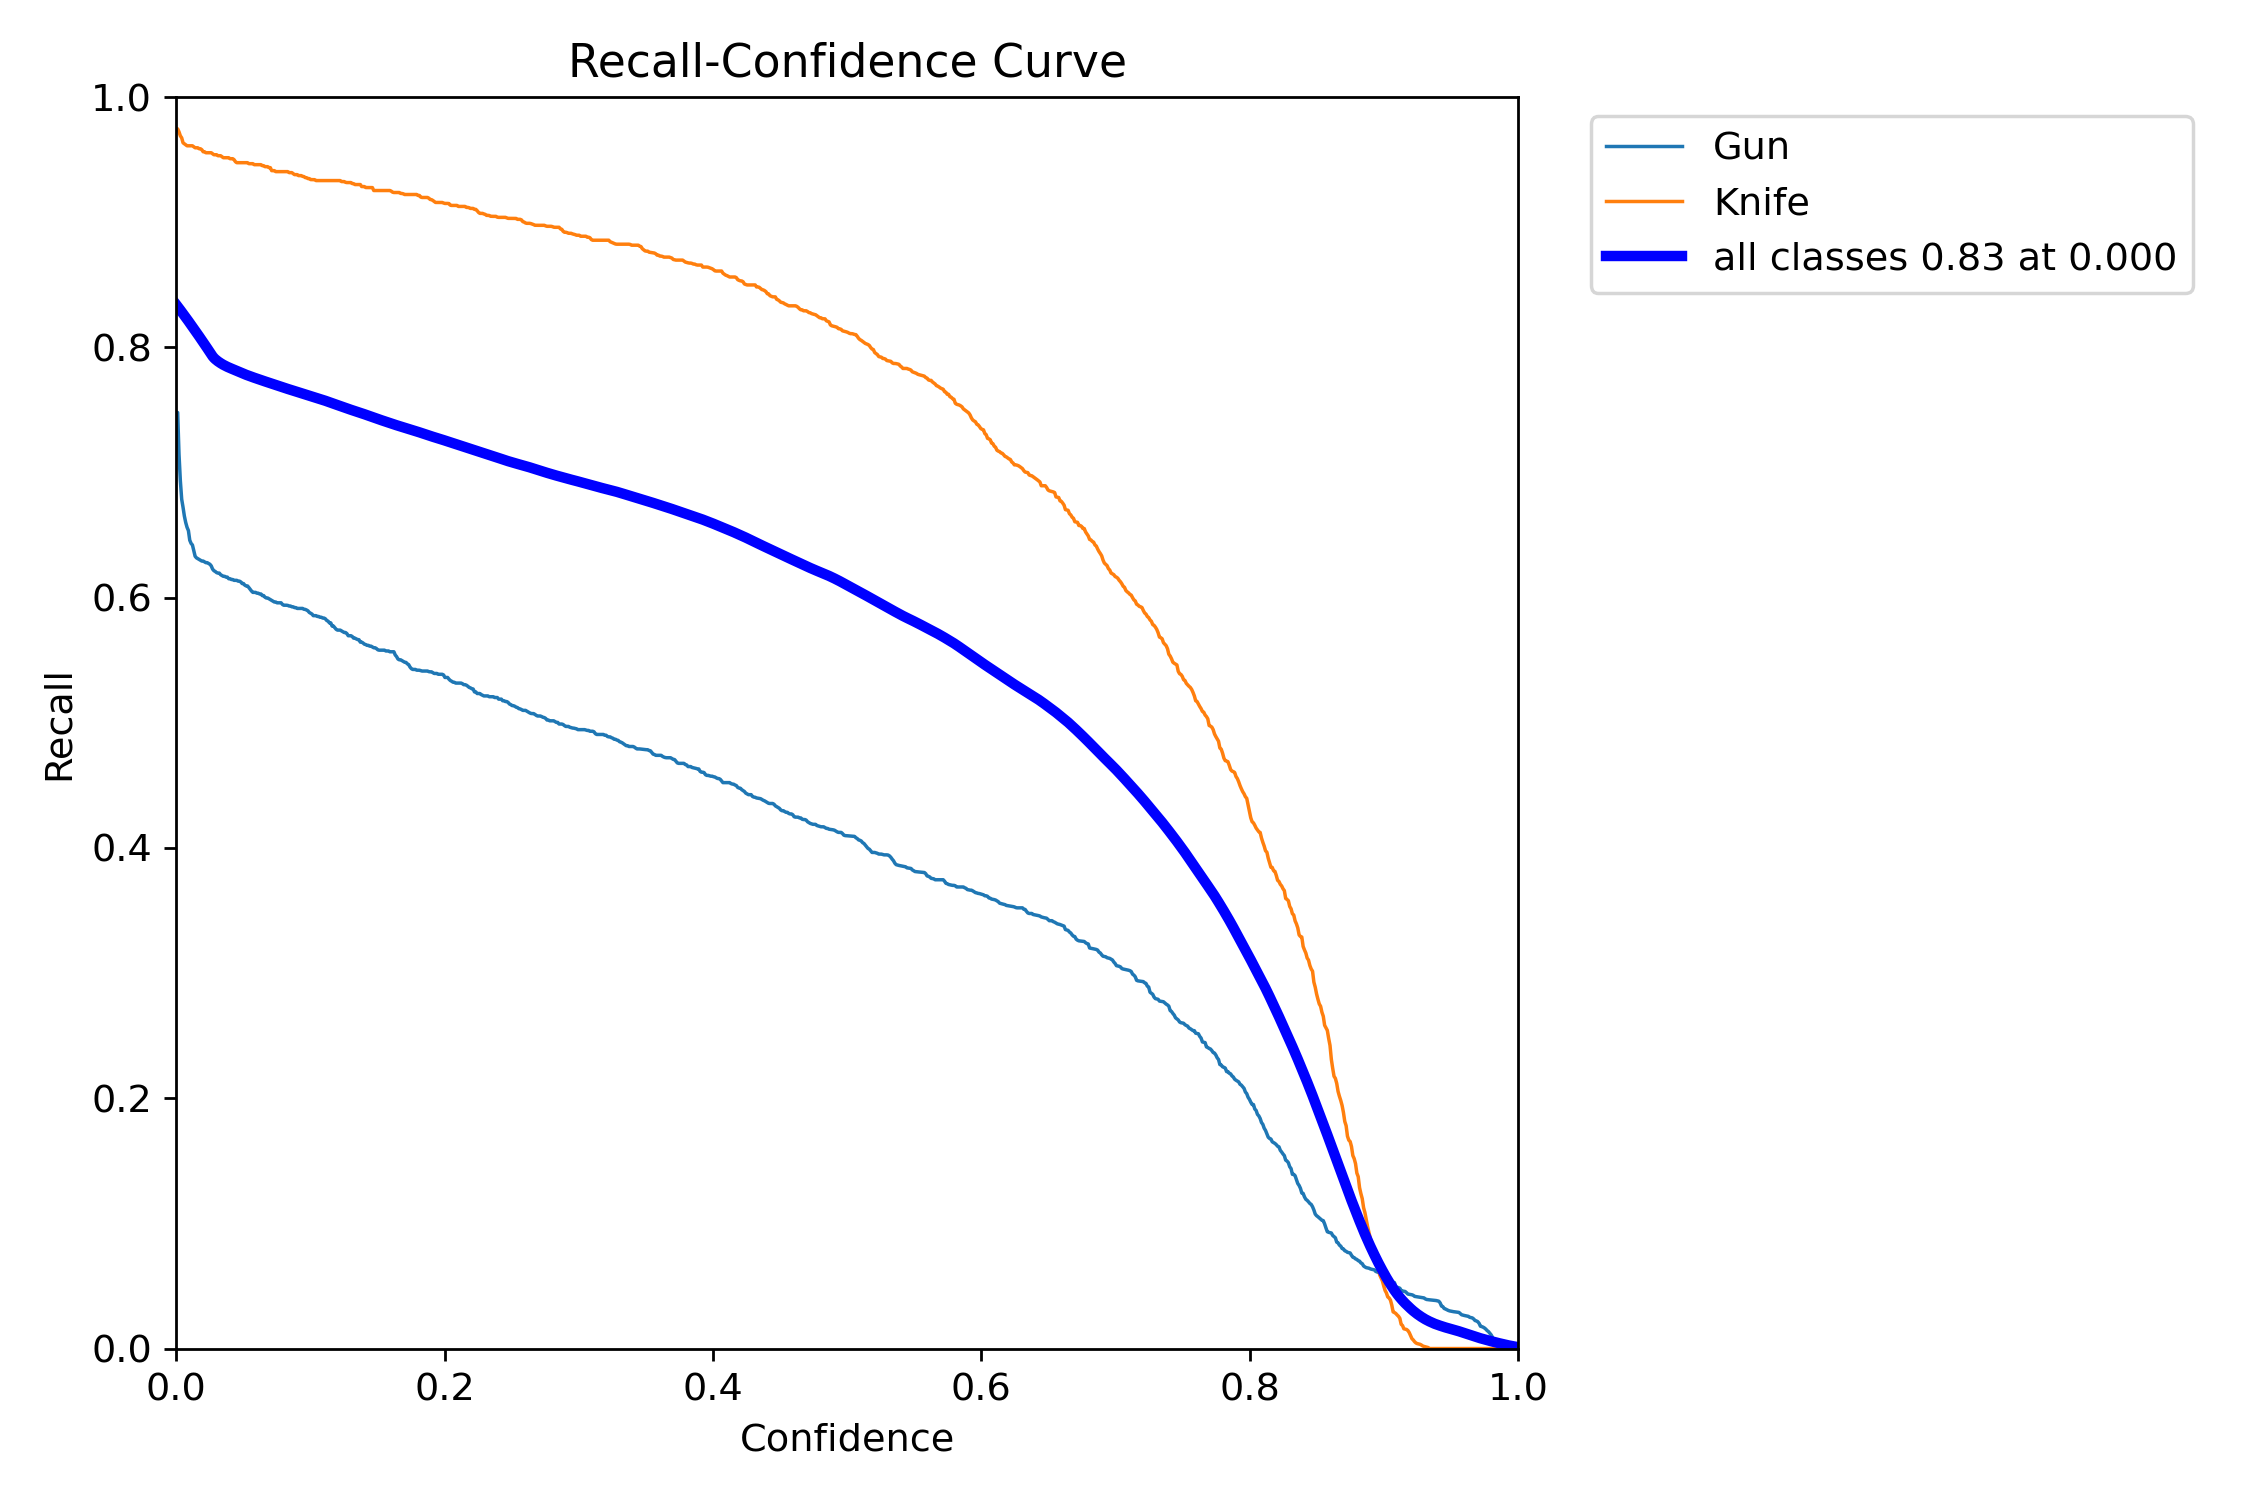 Recall-Confidence Curve
Gun
Knife
all classes 0.83 at 0.000
Recall
1.0
0.8
0.6
0.4
0.2
0.0
0.0 0.2 0.4 0.6 0.8 1.0
Confidence